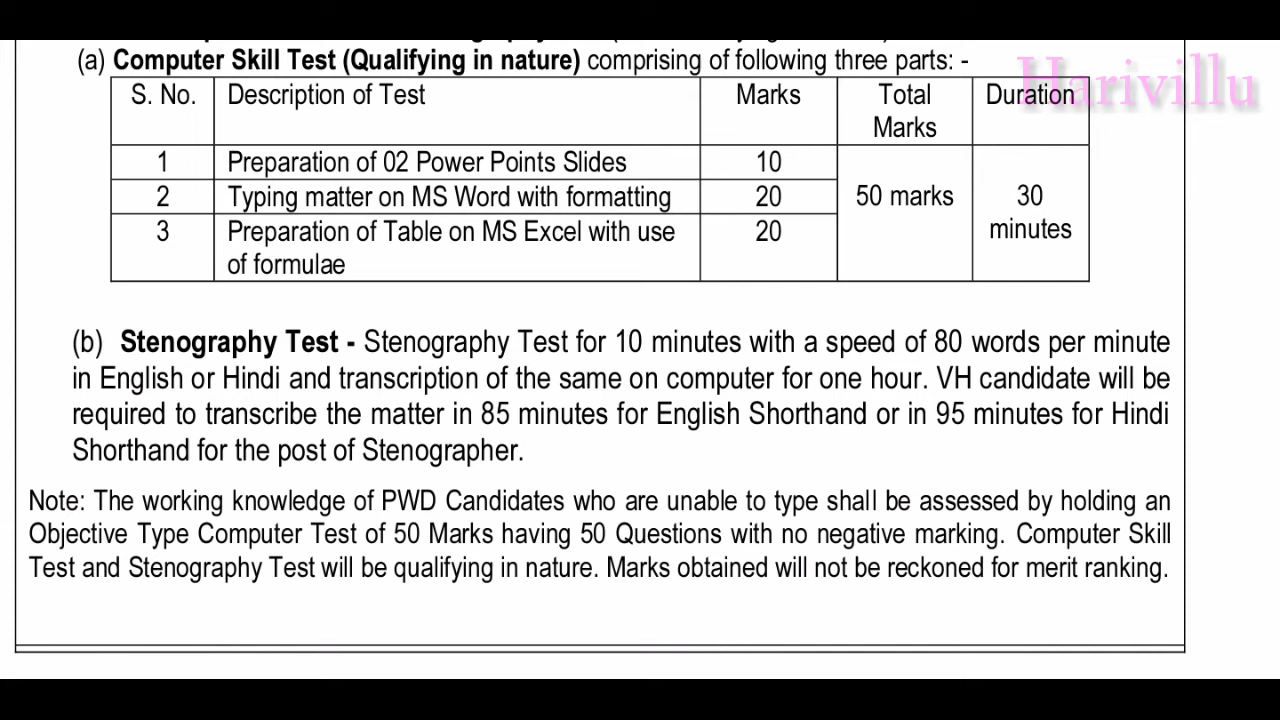 (a) Computer Skill Test (Qualifying in nature) comprising of following three parts: -
Harivillu
S. No. Description of Test Marks Total Marks Duration
1 Preparation of 02 Power Points Slides 10
2 Typing matter on MS Word with formatting 20 50 marks 30 minutes
3 Preparation of Table on MS Excel with use
of formulae 20
(b) Stenography Test - Stenography Test for 10 minutes with a speed of 80 words per minute
in English or Hindi and transcription of the same on computer for one hour. VH candidate will be
required to transcribe the matter in 85 minutes for English Shorthand or in 95 minutes for Hindi
Shorthand for the post of Stenographer.
Note: The working knowledge of PWD Candidates who are unable to type shall be assessed by holding an
Objective Type Computer Test of 50 Marks having 50 Questions with no negative marking. Computer Skill
Test and Stenography Test will be qualifying in nature. Marks obtained will not be reckoned for merit ranking.